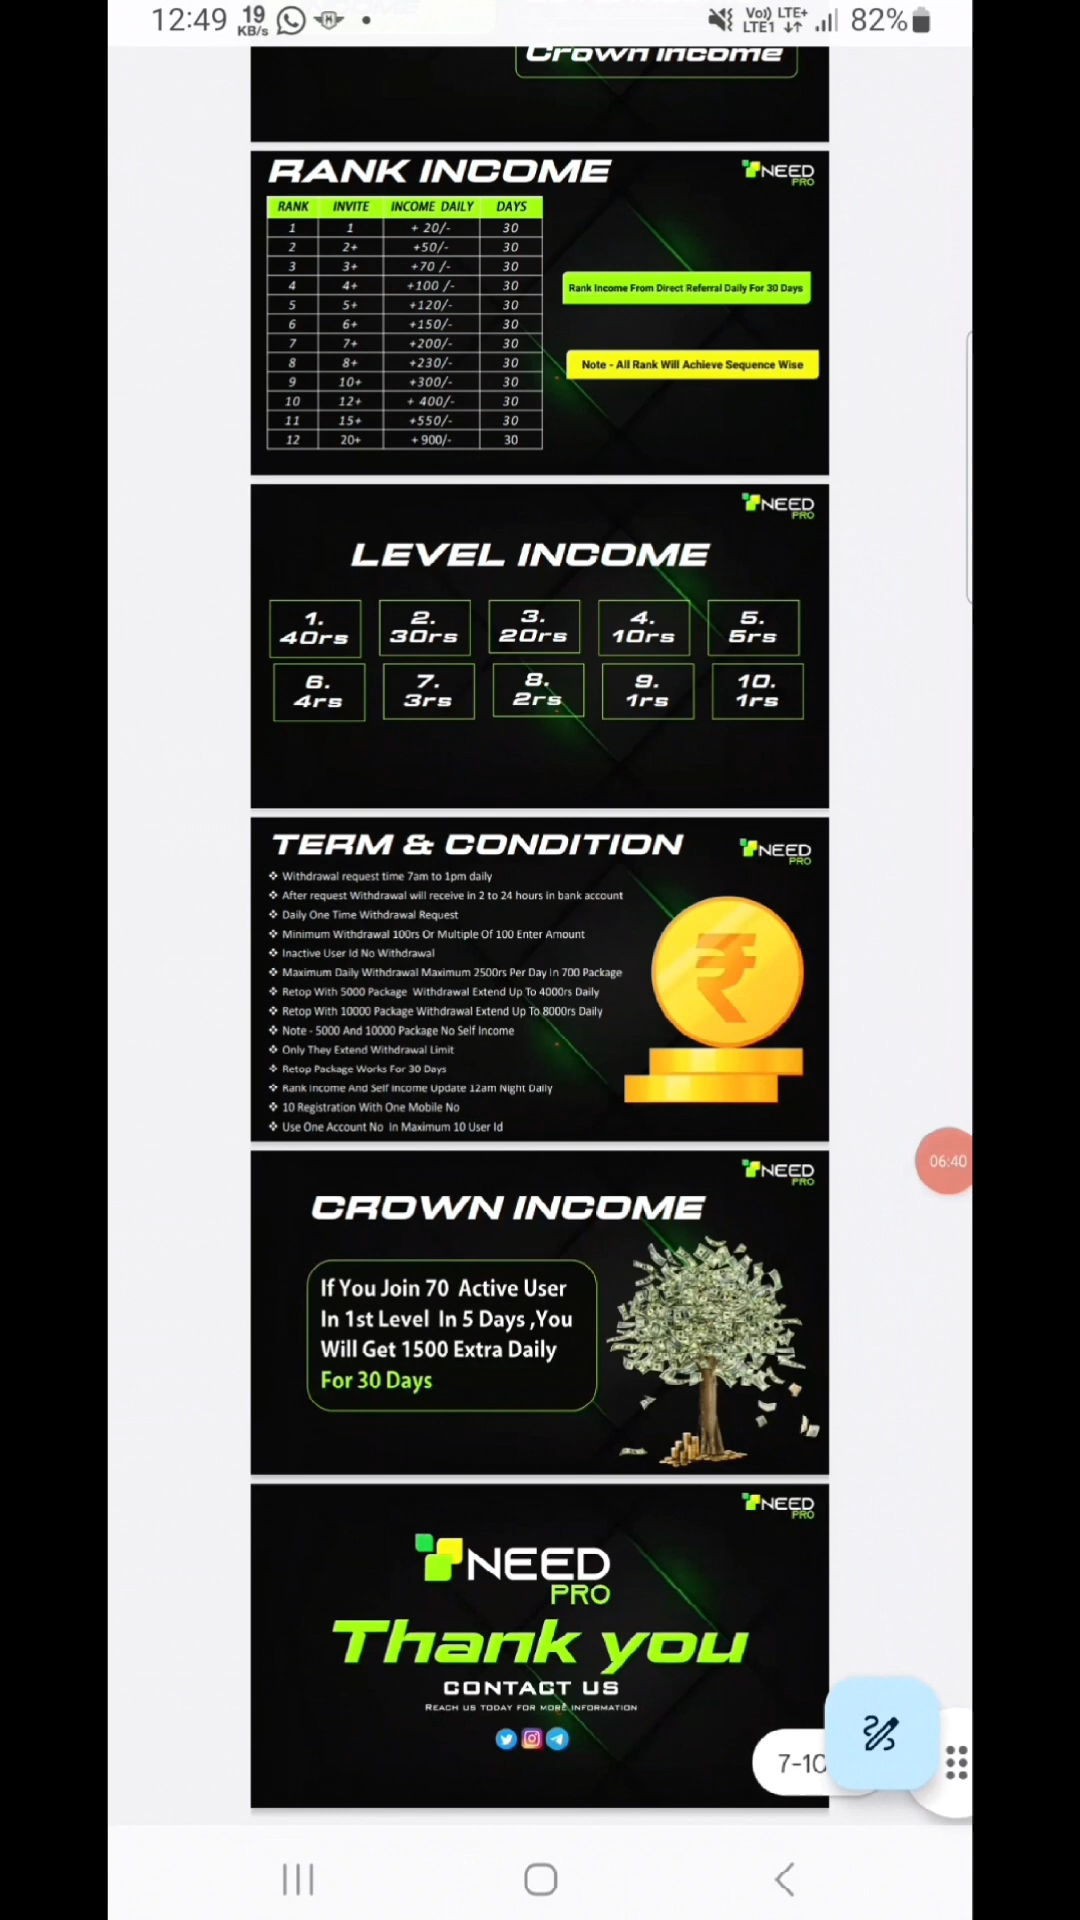 12:49 19 KB/s Vo)) LTE+ LTE1 82%
Crown Income
RANK INCOME
NEED PRO
RANK INVITE INCOME DAILY DAYS
1 1 + 20/- 30
2 2+ +50/- 30
3 3+ +70 /- 30
4 4+ +100 /- 30
5 5+ +120/- 30
6 6+ +150/- 30
7 7+ +200/- 30
8 8+ +230/- 30
9 10+ +300/- 30
10 12+ + 400/- 30
11 15+ +550/- 30
12 20+ + 900/- 30
Rank Income From Direct Referral Daily For 30 Days
Note - All Rank Will Achieve Sequence Wise
NEED PRO
LEVEL INCOME
1. 40rs
2. 30rs
3. 20rs
4. 10rs
5. 5rs
6. 4rs
7. 3rs
8. 2rs
9. 1rs
10. 1rs
TERM & CONDITION
NEED PRO
❖ Withdrawal request time 7am to 1pm daily
❖ After request Withdrawal will receive in 2 to 24 hours in bank account
❖ Daily One Time Withdrawal Request
❖ Minimum Withdrawal 100rs Or Multiple Of 100 Enter Amount
❖ Inactive User Id No Withdrawal
❖ Maximum Daily Withdrawal Maximum 2500rs Per Day In 700 Package
❖ Retop With 5000 Package Withdrawal Extend Up To 4000rs Daily
❖ Retop With 10000 Package Withdrawal Extend Up To 8000rs Daily
❖ Note - 5000 And 10000 Package No Self Income
❖ Only They Extend Withdrawal Limit
❖ Retop Package Works For 30 Days
❖ Rank Income And Self Income Update 12am Night Daily
❖ 10 Registration With One Mobile No
❖ Use One Account No In Maximum 10 User Id
₹
06:40
NEED PRO
CROWN INCOME
If You Join 70 Active User
In 1st Level In 5 Days ,You
Will Get 1500 Extra Daily
For 30 Days
NEED PRO
NEED
PRO
Thank you
CONTACT US
REACH US TODAY FOR MORE INFORMATION
7-10